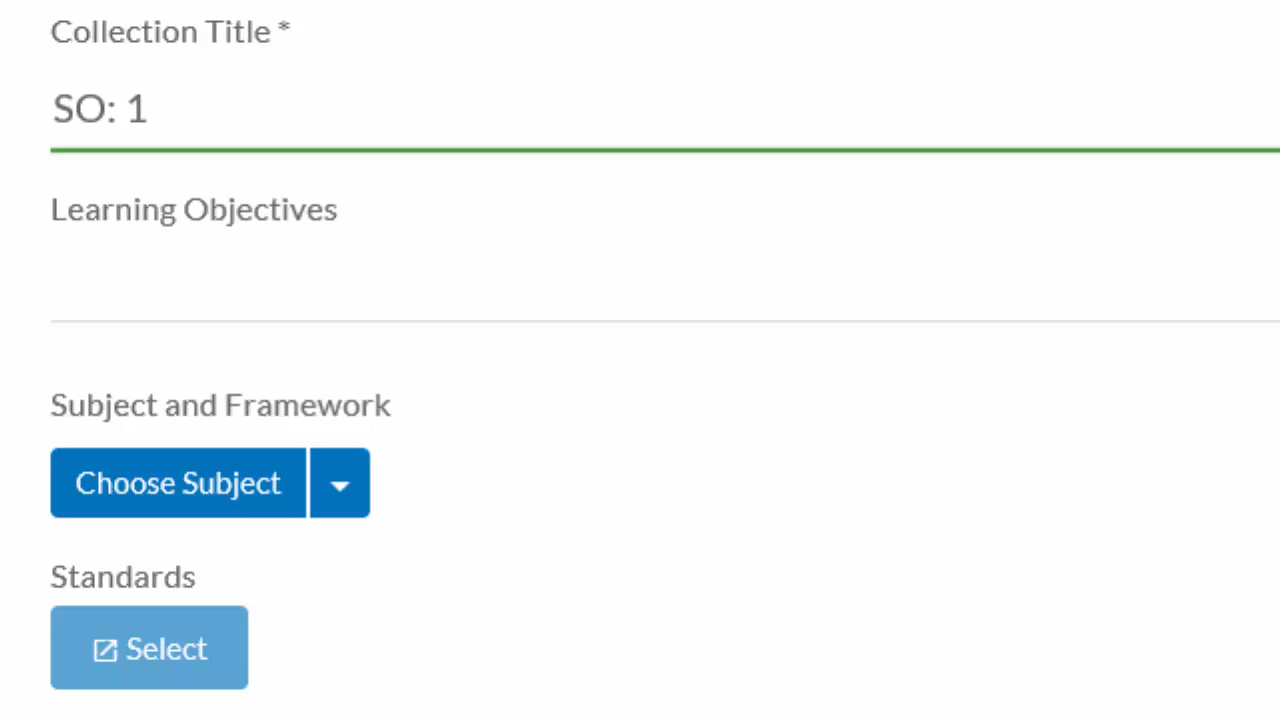 Collection Title *
SO: 1
Learning Objectives
Subject and Framework
Choose Subject
Standards
Select